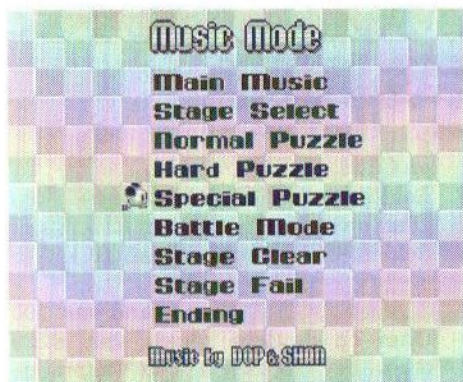 Music Mode
Main Music
Stage Select
Normal Puzzle
Hard Puzzle
Special Puzzle
Battle Mode
Stage Clear
Stage Fail
Ending
Music by DOP & SHAN